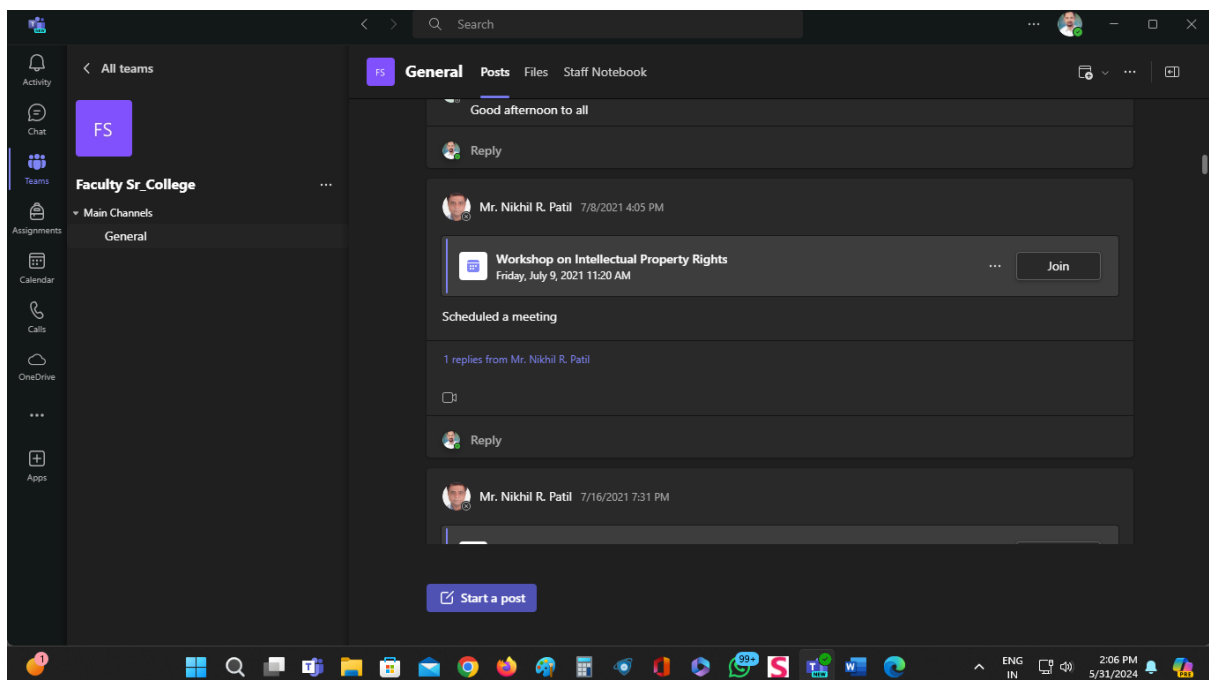 Search
Activity
Chat
Teams
Assignments
Calendar
Calls
OneDrive
Apps
All teams
FS
Faculty Sr_College
Main Channels
General
FS
General Posts Files Staff Notebook
Good afternoon to all
Reply
Mr. Nikhil R. Patil 7/8/2021 4:05 PM
Workshop on Intellectual Property Rights
Friday, July 9, 2021 11:20 AM
Join
Scheduled a meeting
1 replies from Mr. Nikhil R. Patil
Reply
Mr. Nikhil R. Patil 7/16/2021 7:31 PM
Start a post
1
99+
NEW
ENG
IN
2:06 PM
5/31/2024
PRE